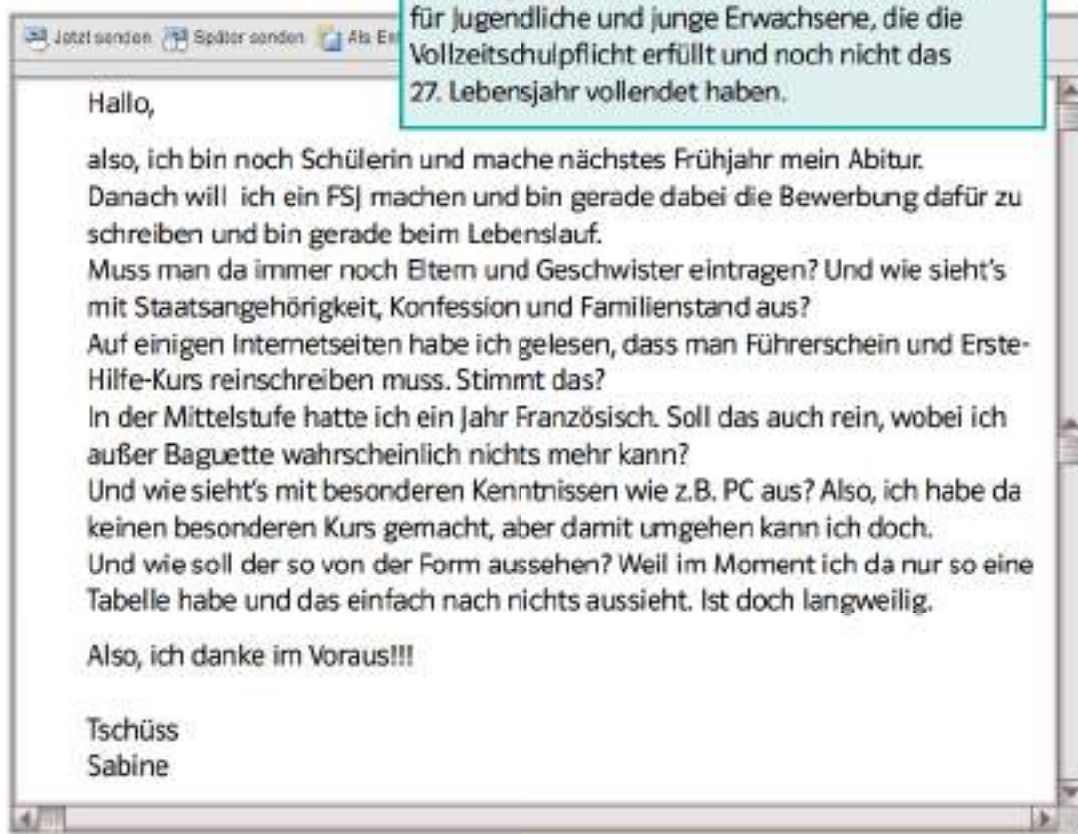 für Jugendliche und junge Erwachsene, die die
Vollzeitschulpflicht erfüllt und noch nicht das
27. Lebensjahr vollendet haben.
Jetzt senden Später senden Als
Hallo,
also, ich bin noch Schülerin und mache nächstes Frühjahr mein Abitur.
Danach will ich ein FSJ machen und bin gerade dabei die Bewerbung dafür zu
schreiben und bin gerade beim Lebenslauf.
Muss man da immer noch Eltern und Geschwister eintragen? Und wie sieht's
mit Staatsangehörigkeit, Konfession und Familienstand aus?
Auf einigen Internetseiten habe ich gelesen, dass man Führerschein und Erste-
Hilfe-Kurs reinschreiben muss. Stimmt das?
In der Mittelstufe hatte ich ein Jahr Französisch. Soll das auch rein, wobei ich
außer Baguette wahrscheinlich nichts mehr kann?
Und wie sieht's mit besonderen Kenntnissen wie z.B. PC aus? Also, ich habe da
keinen besonderen Kurs gemacht, aber damit umgehen kann ich doch.
Und wie soll der so von der Form aussehen? Weil im Moment ich da nur so eine
Tabelle habe und das einfach nach nichts aussieht. Ist doch langweilig.
Also, ich danke im Voraus!!!
Tschüss
Sabine